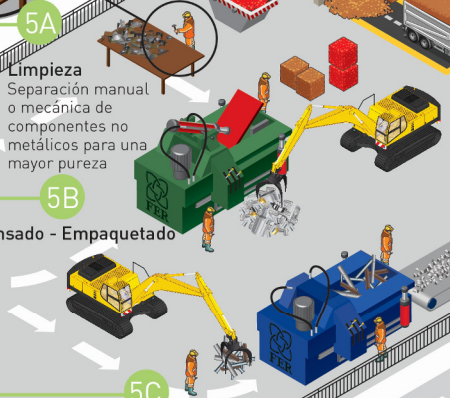 5A
Limpieza
Separación manual
o mecánica de
componentes no
metálicos para una
mayor pureza
5B
nsado - Empaquetado
FER
FER
5C